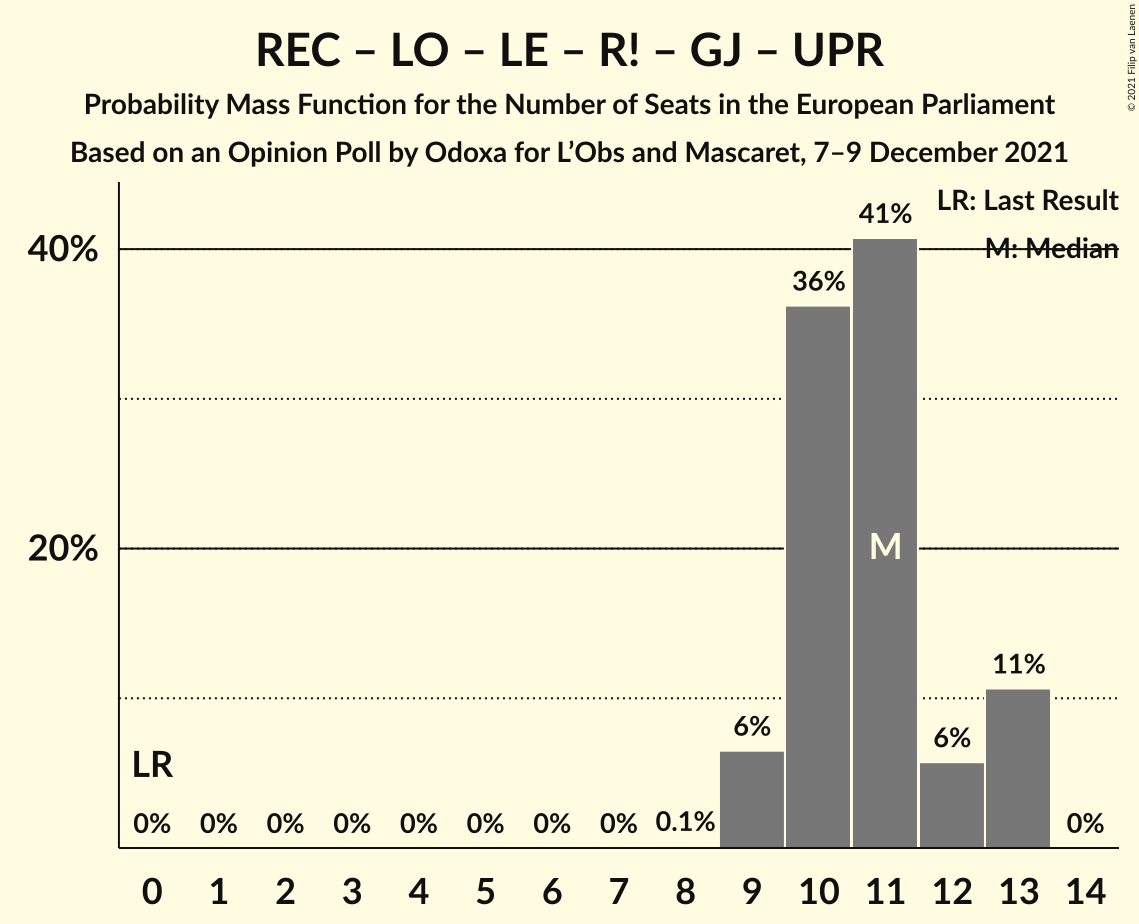 REC – LO – LE – R! – GJ – UPR
Probability Mass Function for the Number of Seats in the European Parliament
Based on an Opinion Poll by Odoxa for L’Obs and Mascaret, 7–9 December 2021
© 2021 Filip van Laenen
LR: Last Result
M: Median
40%
20%
41%
36%
M
11%
6%
6%
LR
0% 0% 0% 0% 0% 0% 0% 0% 0.1% 0%
0 1 2 3 4 5 6 7 8 9 10 11 12 13 14